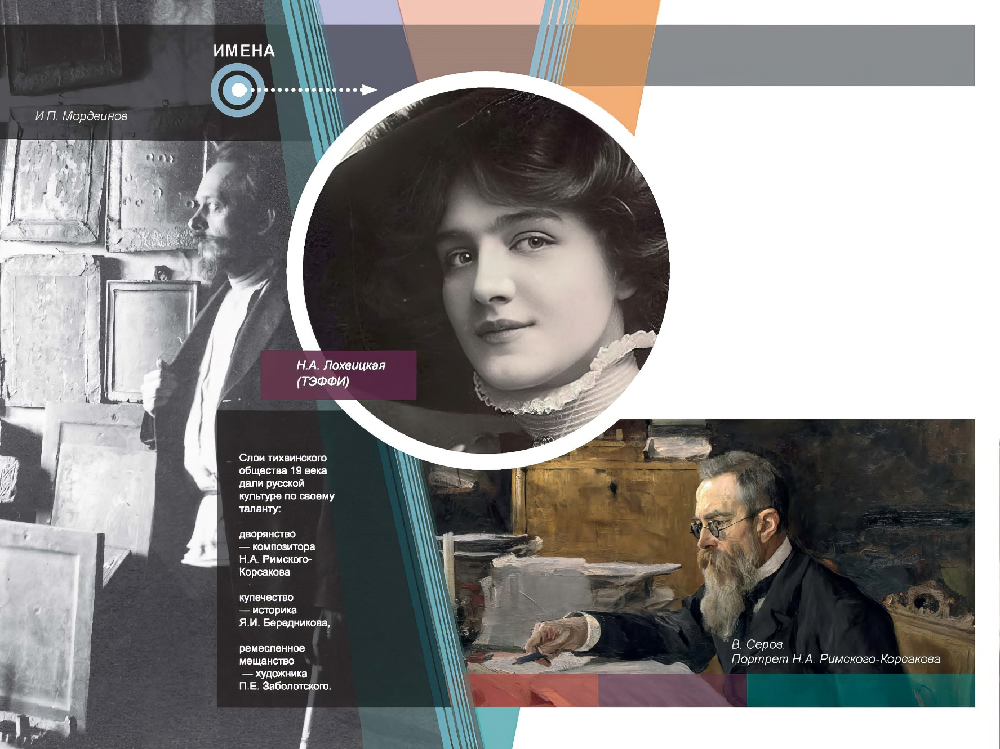 ИМЕНА
И.П. Мордвинов
Н.А. Лохвицкая
(ТЭФФИ)
Слои тихвинского
общества 19 века
дали русской
культуре по своему
таланту:
дворянство
— композитора
Н.А. Римского-
Корсакова
купечество
— историка
Я.И. Бередникова,
ремесленное
мещанство
— художника
П.Е. Заболотского.
В. Серов.
Портрет Н.А. Римского-Корсакова